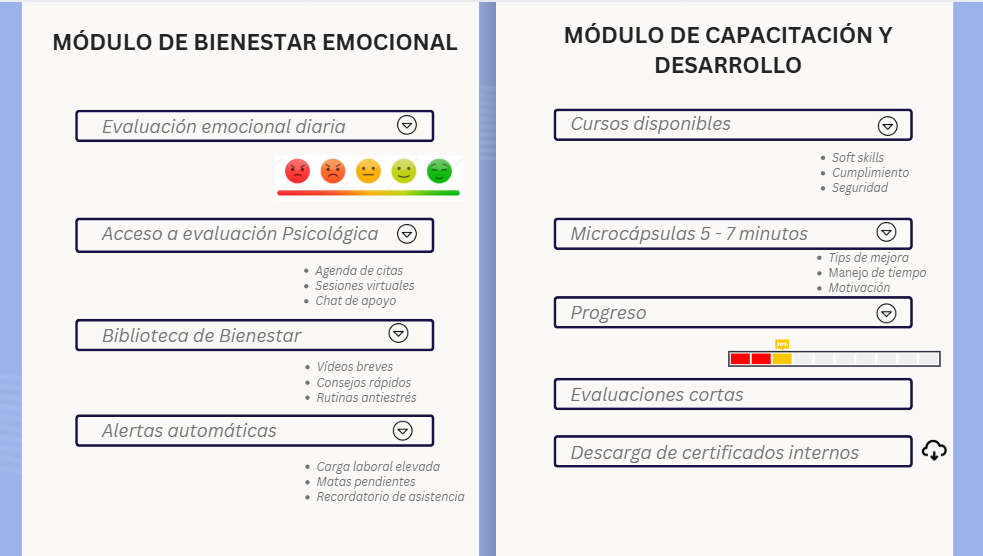 MÓDULO DE BIENESTAR EMOCIONAL
Evaluación emocional diaria
Acceso a evaluación Psicológica
Agenda de citas
Sesiones virtuales
Chat de apoyo
Biblioteca de Bienestar
Vídeos breves
Consejos rápidos
Rutinas antiestrés
Alertas automáticas
Carga laboral elevada
Matas pendientes
Recordatorio de asistencia
MÓDULO DE CAPACITACIÓN Y
DESARROLLO
Cursos disponibles
Soft skills
Cumplimiento
Seguridad
Microcápsulas 5 - 7 minutos
Tips de mejora
Manejo de tiempo
Motivación
Progreso
Evaluaciones cortas
Descarga de certificados internos